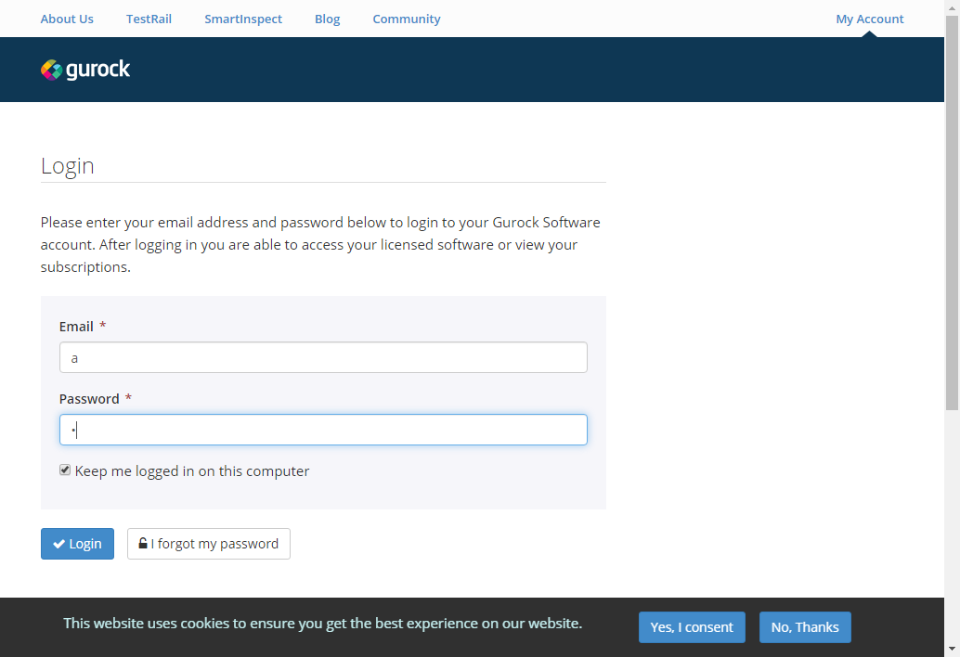 About Us TestRail SmartInspect Blog Community My Account
gurock
Login
Please enter your email address and password below to login to your Gurock Software
account. After logging in you are able to access your licensed software or view your
subscriptions.
Email *
a
Password *
•
Keep me logged in on this computer
Login I forgot my password
This website uses cookies to ensure you get the best experience on our website. Yes, I consent No, Thanks